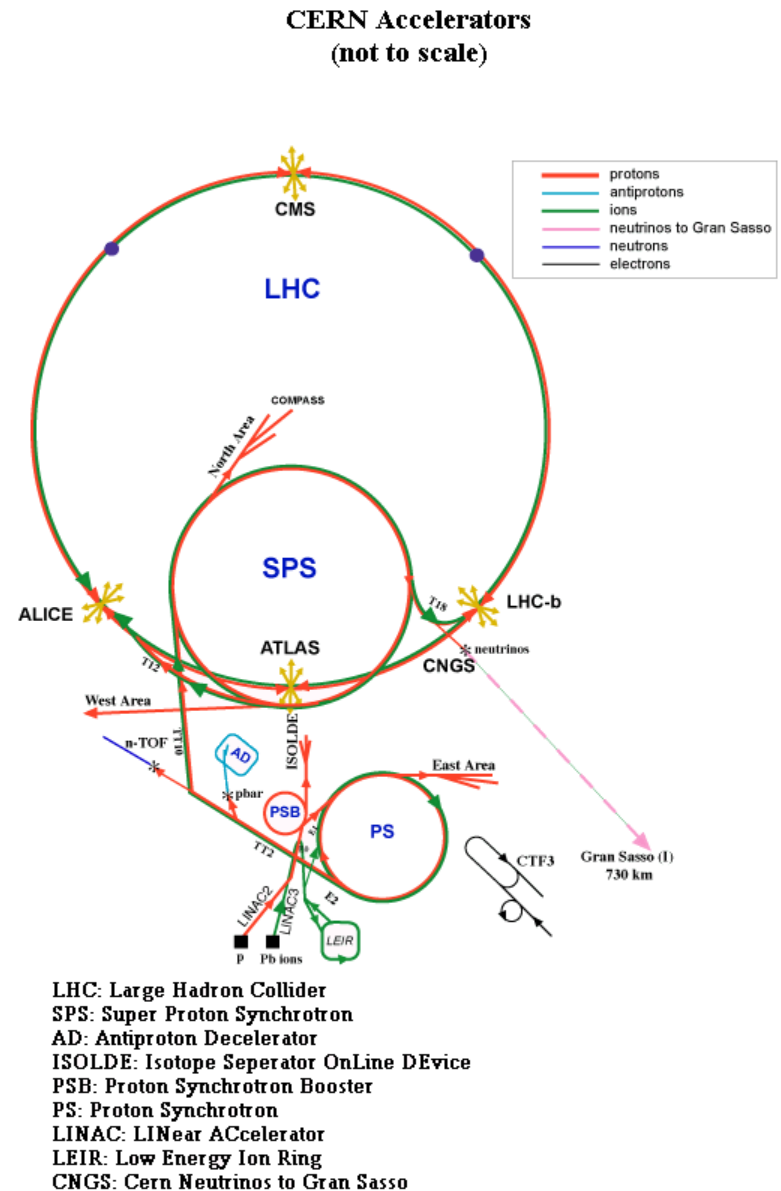 CERN Accelerators
(not to scale)
protons
antiprotons
ions
neutrinos to Gran Sasso
neutrons
electrons
CMS
LHC
COMPASS
North Area
SPS
T18
LHC-b
ALICE
ATLAS
neutrinos
CNGS
T12
West Area
TT10
n-TOF
AD
ISOLDE
East Area
pbar
PSB
PS
E1
TT2
CTF3
Gran Sasso (I)
730 km
E2
LINAC2
LINAC3
LEIR
p
Pb ions
LHC: Large Hadron Collider
SPS: Super Proton Synchrotron
AD: Antiproton Decelerator
ISOLDE: Isotope Seperator OnLine DEvice
PSB: Proton Synchrotron Booster
PS: Proton Synchrotron
LINAC: LINear ACcelerator
LEIR: Low Energy Ion Ring
CNGS: Cern Neutrinos to Gran Sasso